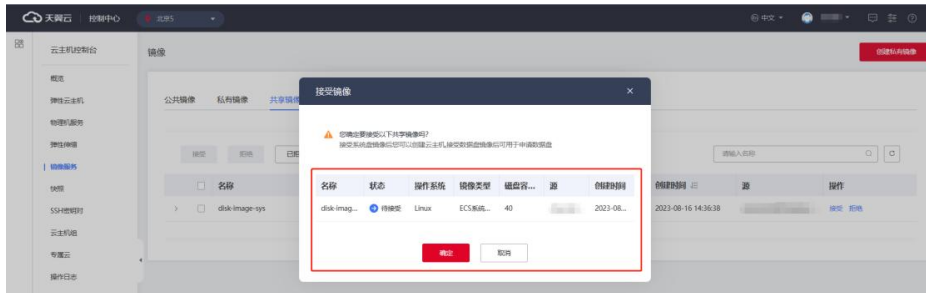 天翼云 控制中心 北京5 中文
云主机控制台
镜像
创建私有镜像
概览
弹性云主机
物理机服务
弹性伸缩
镜像服务
快照
SSH密钥对
云主机组
专属云
操作日志
公共镜像 私有镜像 共享镜像
接受 拒绝 已拒
请输入名称
名称 创建时间 源 操作
disk-image-sys 2023-08-16 14:36:38 接受 拒绝
接受镜像 ×
您确定要接受以下共享镜像吗?
接受系统盘镜像后您可以创建云主机,接受数据盘镜像后可用于申请数据盘
名称 状态 操作系统 镜像类型 磁盘容... 源 创建时间
disk-imag... 待接受 Linux ECS系统... 40 2023-08...
确定 取消